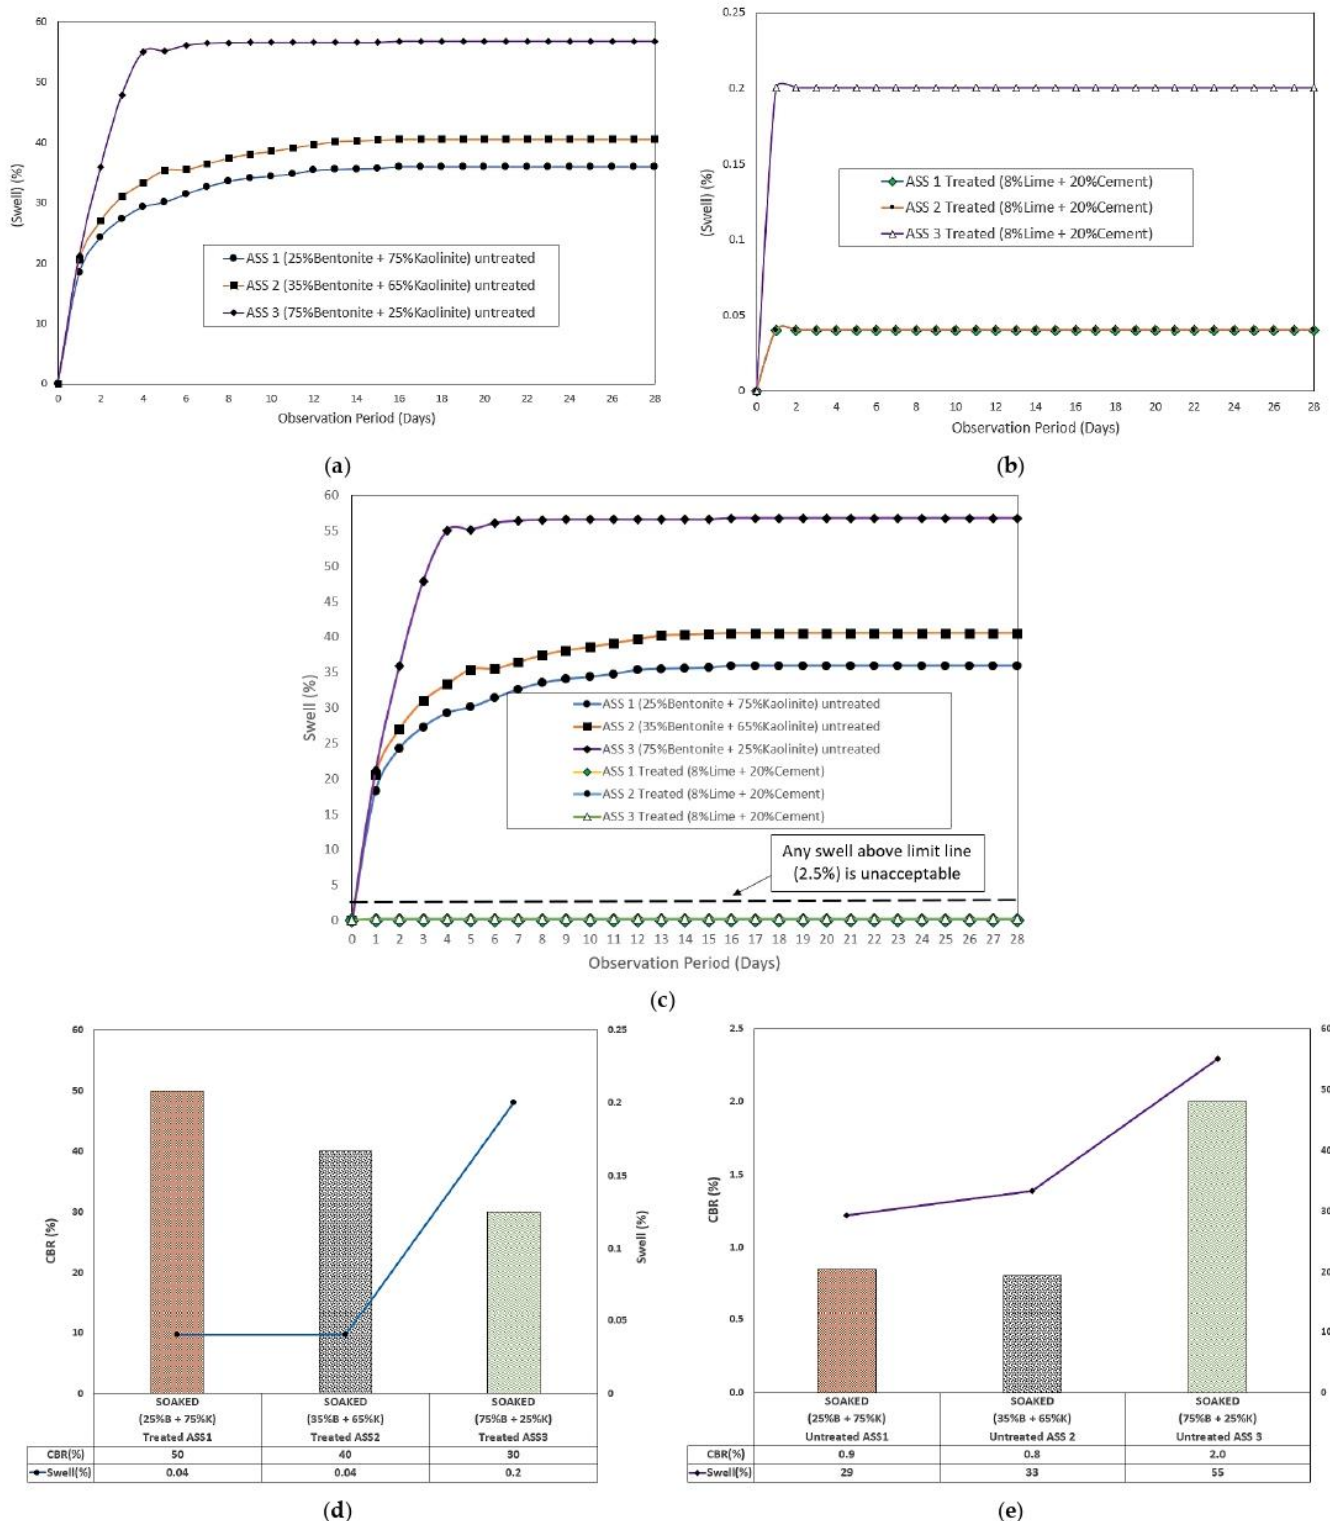 60
50
40
30
20
10
0
(Swell) (%)
ASS 1 (25%Bentonite + 75%Kaolinite) untreated
ASS 2 (35%Bentonite + 65%Kaolinite) untreated
ASS 3 (75%Bentonite + 25%Kaolinite) untreated
0 2 4 6 8 10 12 14 16 18 20 22 24 26 28
Observation Period (Days)
(a)
0.25
0.2
0.15
0.1
0.05
0
(Swell) (%)
ASS 1 Treated (8%Lime + 20%Cement)
ASS 2 Treated (8%Lime + 20%Cement)
ASS 3 Treated (8%Lime + 20%Cement)
0 2 4 6 8 10 12 14 16 18 20 22 24 26 28
Observation Period (Days)
(b)
60
55
50
45
40
35
30
25
20
15
10
5
0
Swell (%)
ASS 1 (25%Bentonite + 75%Kaolinite) untreated
ASS 2 (35%Bentonite + 65%Kaolinite) untreated
ASS 3 (75%Bentonite + 25%Kaolinite) untreated
ASS 1 Treated (8%Lime + 20%Cement)
ASS 2 Treated (8%Lime + 20%Cement)
ASS 3 Treated (8%Lime + 20%Cement)
Any swell above limit line
(2.5%) is unacceptable
0 1 2 3 4 5 6 7 8 9 10 11 12 13 14 15 16 17 18 19 20 21 22 23 24 25 26 27 28
Observation Period (Days)
(c)
60
50
40
30
20
10
0
CBR (%)
0.25
0.2
0.15
0.1
0.05
0
Swell (%)
SOAKED SOAKED SOAKED
(25%B + 75%K) (35%B + 65%K) (75%B + 25%K)
Treated ASS1 Treated ASS2 Treated ASS3
CBR(%) 50 40 30
Swell(%) 0.04 0.04 0.2
(d)
2.5
2.0
1.5
1.0
0.5
0.0
CBR (%)
60
50
40
30
20
10
0
SOAKED SOAKED SOAKED
(25%B + 75%K) (35%B + 65%K) (75%B + 25%K)
Untreated ASS1 Untreated ASS 2 Untreated ASS 3
CBR(%) 0.9 0.8 2.0
Swell(%) 29 33 55
(e)